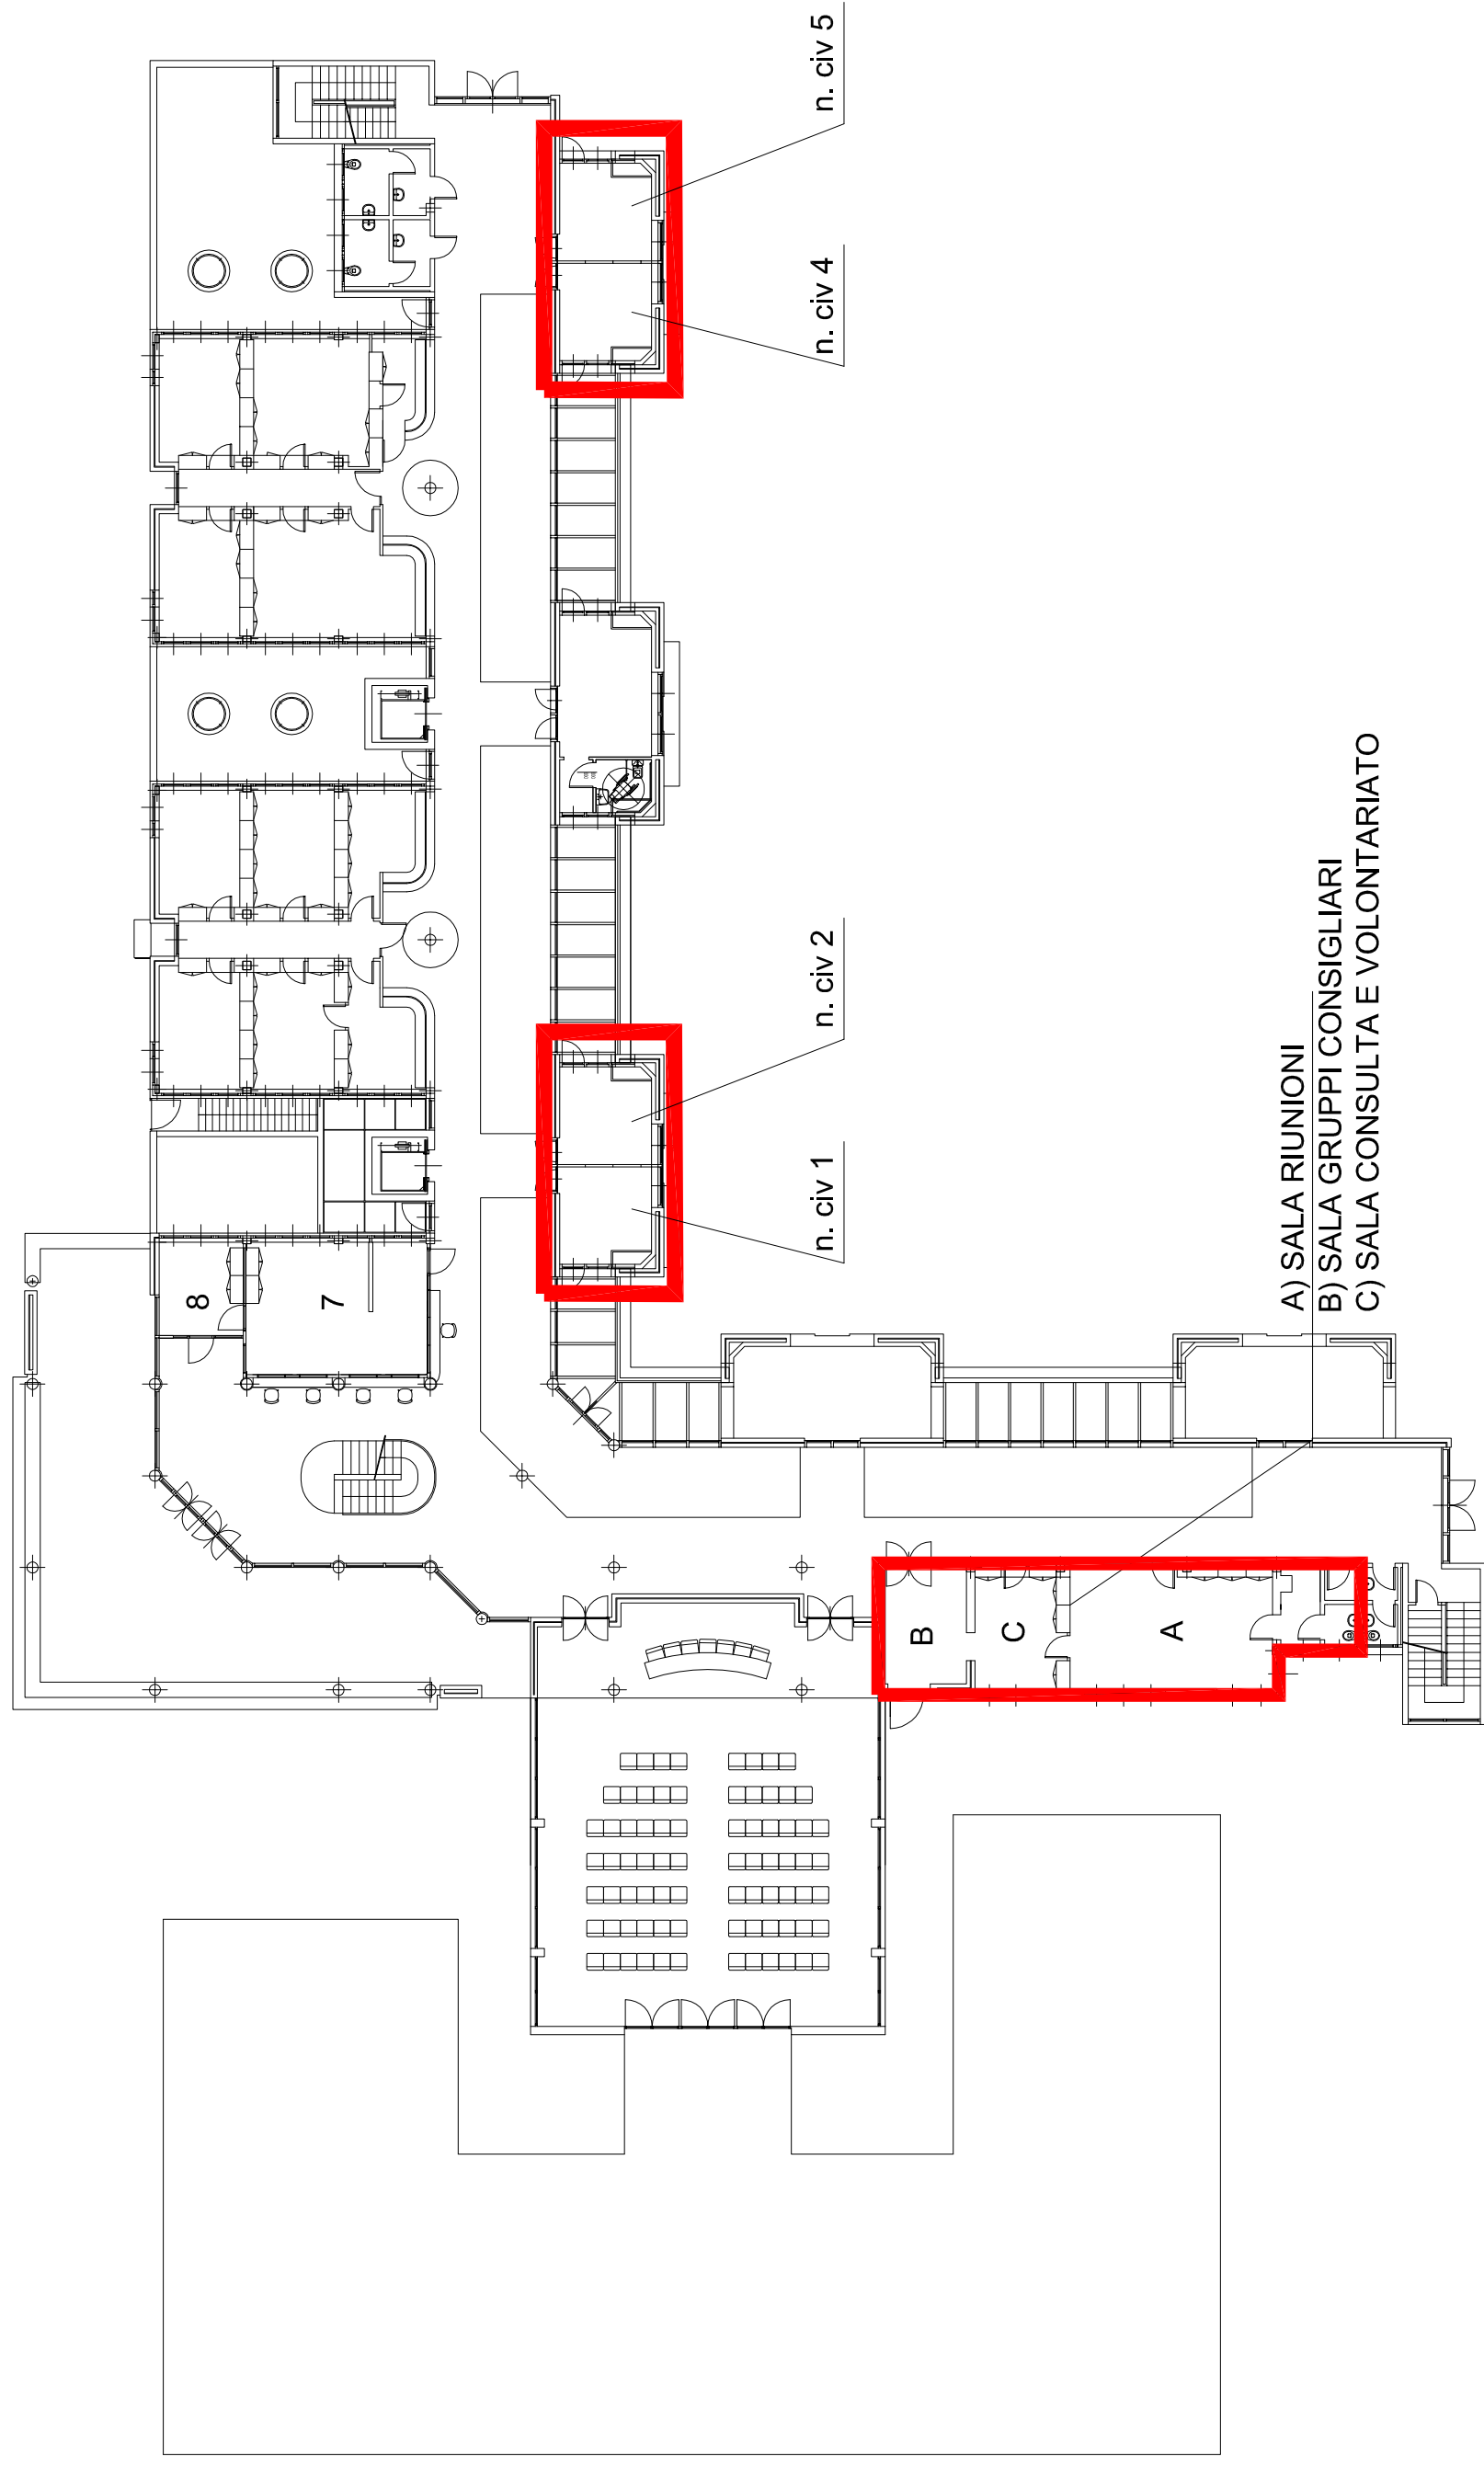 8
7
n. civ 1
n. civ 2
n. civ 4
n. civ 5
B
C
A
A) SALA RIUNIONI
B) SALA GRUPPI CONSIGLIARI
C) SALA CONSULTA E VOLONTARIATO